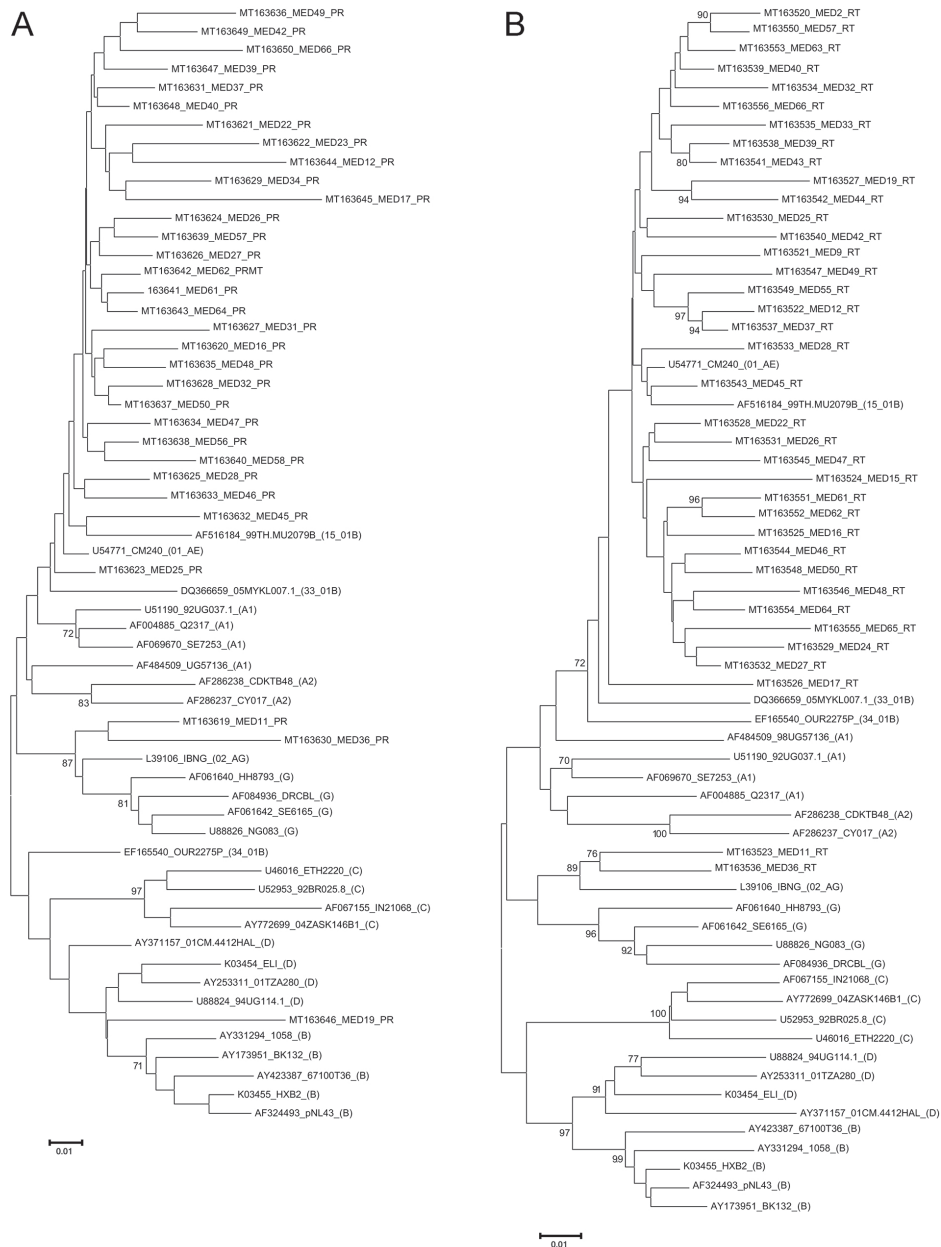 A
MT163636_MED49_PR
MT163649_MED42_PR
MT163650_MED66_PR
MT163647_MED39_PR
MT163631_MED37_PR
MT163648_MED40_PR
MT163621_MED22_PR
MT163622_MED23_PR
MT163644_MED12_PR
MT163629_MED34_PR
MT163645_MED17_PR
MT163624_MED26_PR
MT163639_MED57_PR
MT163626_MED27_PR
MT163642_MED62_PRMT
163641_MED61_PR
MT163643_MED64_PR
MT163627_MED31_PR
MT163620_MED16_PR
MT163635_MED48_PR
MT163628_MED32_PR
MT163637_MED50_PR
MT163634_MED47_PR
MT163638_MED56_PR
MT163640_MED58_PR
MT163625_MED28_PR
MT163633_MED46_PR
MT163632_MED45_PR
AF516184_99TH.MU2079B_(15_01B)
U54771_CM240_(01_AE)
MT163623_MED25_PR
DQ366659_05MYKL007.1_(33_01B)
U51190_92UG037.1_(A1)
AF004885_Q2317_(A1)
72
AF069670_SE7253_(A1)
AF484509_UG57136_(A1)
AF286238_CDKTB48_(A2)
83
AF286237_CY017_(A2)
MT163619_MED11_PR
MT163630_MED36_PR
87
L39106_IBNG_(02_AG)
AF061640_HH8793_(G)
AF084936_DRCBL_(G)
81
AF061642_SE6165_(G)
U88826_NG083_(G)
EF165540_OUR2275P_(34_01B)
U46016_ETH2220_(C)
97
U52953_92BR025.8_(C)
AF067155_IN21068_(C)
AY772699_04ZASK146B1_(C)
AY371157_01CM.4412HAL_(D)
K03454_ELI_(D)
AY253311_01TZA280_(D)
U88824_94UG114.1_(D)
MT163646_MED19_PR
AY331294_1058_(B)
AY173951_BK132_(B)
71
AY423387_67100T36_(B)
K03455_HXB2_(B)
AF324493_pNL43_(B)
0.01
B
MT163520_MED2_RT
90
MT163550_MED57_RT
MT163553_MED63_RT
MT163539_MED40_RT
MT163534_MED32_RT
MT163556_MED66_RT
MT163535_MED33_RT
MT163538_MED39_RT
80
MT163541_MED43_RT
MT163527_MED19_RT
94
MT163542_MED44_RT
MT163530_MED25_RT
MT163540_MED42_RT
MT163521_MED9_RT
MT163547_MED49_RT
MT163549_MED55_RT
97
MT163522_MED12_RT
94
MT163537_MED37_RT
MT163533_MED28_RT
U54771_CM240_(01_AE)
MT163543_MED45_RT
AF516184_99TH.MU2079B_(15_01B)
MT163528_MED22_RT
MT163531_MED26_RT
MT163545_MED47_RT
MT163524_MED15_RT
96
MT163551_MED61_RT
MT163552_MED62_RT
MT163525_MED16_RT
MT163544_MED46_RT
MT163548_MED50_RT
MT163546_MED48_RT
MT163554_MED64_RT
MT163555_MED65_RT
MT163529_MED24_RT
72
MT163532_MED27_RT
MT163526_MED17_RT
DQ366659_05MYKL007.1_(33_01B)
EF165540_OUR2275P_(34_01B)
AF484509_98UG57136_(A1)
70
U51190_92UG037.1_(A1)
AF069670_SE7253_(A1)
AF004885_Q2317_(A1)
AF286238_CDKTB48_(A2)
100
AF286237_CY017_(A2)
76
MT163523_MED11_RT
89
MT163536_MED36_RT
L39106_IBNG_(02_AG)
AF061640_HH8793_(G)
96
AF061642_SE6165_(G)
92
U88826_NG083_(G)
AF084936_DRCBL_(G)
AF067155_IN21068_(C)
AY772699_04ZASK146B1_(C)
100
U52953_92BR025.8_(C)
U46016_ETH2220_(C)
77
U88824_94UG114.1_(D)
AY253311_01TZA280_(D)
91
K03454_ELI_(D)
AY371157_01CM.4412HAL_(D)
97
AY423387_67100T36_(B)
AY331294_1058_(B)
99
K03455_HXB2_(B)
AF324493_pNL43_(B)
AY173951_BK132_(B)
0.01